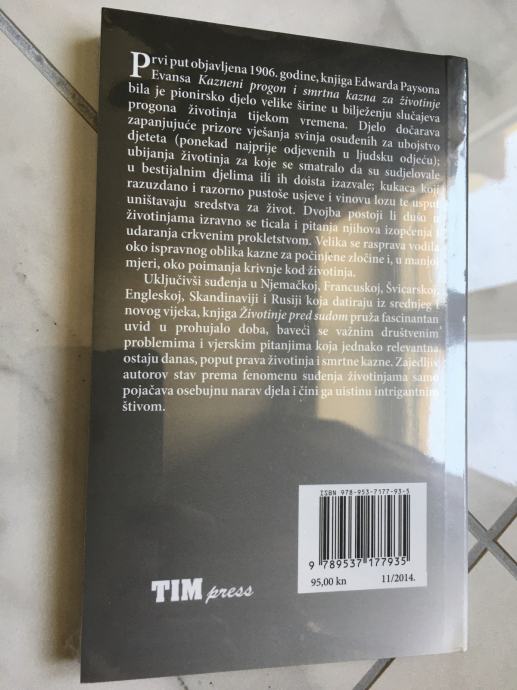 Prvi put objavljena 1906. godine, knjiga Edwarda Paysona
Evansa Kazneni progon i smrtna kazna za životinje
bila je pionirsko djelo velike širine u bilježenju slučajeva
progona životinja tijekom vremena. Djelo dočarava
zapanjujuće prizore vješanja svinja osuđenih za ubojstvo
djeteta (ponekad najprije odjevenih u ljudsku odjeću);
ubijanja životinja za koje se smatralo da su sudjelovale
u bestijalnim djelima ili ih doista izazvale; kukaca koji
razuzdano i razorno pustoše usjeve i vinovu lozu te usput
uništavaju sredstva za život. Dvojba postoji li dušu u
životinjama izravno se ticala i pitanja njihova izopćenja i
udaranja crkvenim prokletstvom. Velika se rasprava vodila
oko ispravnog oblika kazne za počinjene zločine i, u manjoj
mjeri, oko poimanja krivnje kod životinja.
Uključivši suđenja u Njemačkoj, Francuskoj, Švicarskoj,
Engleskoj, Skandinaviji i Rusiji koja datiraju iz srednjeg i
novog vijeka, knjiga Životinje pred sudom pruža fascinantan
uvid u prohujalo doba, baveći se važnim društvenim
problemima i vjerskim pitanjima koja jednako relevantna
ostaju danas, poput prava životinja i smrtne kazne. Zajedljiv
autorov stav prema fenomenu suđenja životinjama samo
pojačava osebujnu narav djela i čini ga uistinu intrigantnim
štivom.
ISBN 978-953-7177-93-5
9 789537 177935
95,00 kn 11/2014.
TIM press